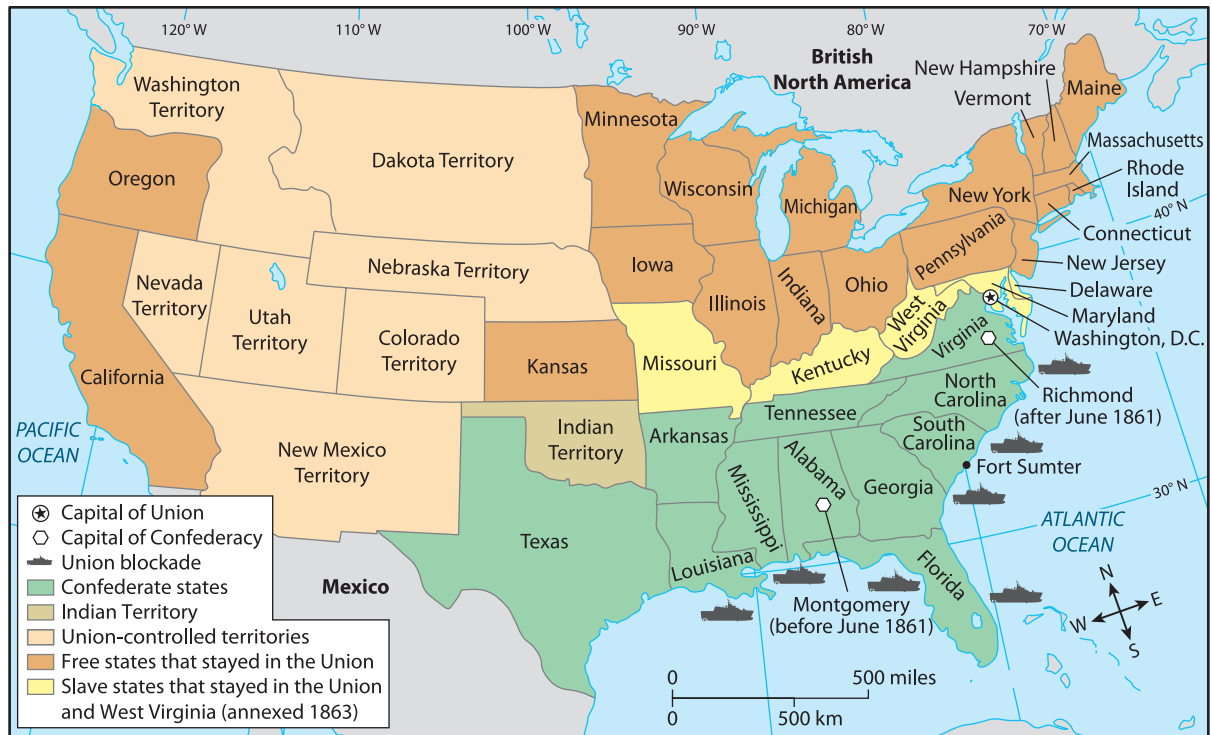 120° W
110° W
100° W
90° W
80° W
70° W
British
North America
New Hampshire
Vermont
Maine
Washington
Territory
Minnesota
Massachusetts
Dakota Territory
Oregon
Wisconsin
Rhode
Island
Michigan
New York
40° N
Connecticut
Pennsylvania
Nebraska Territory
Iowa
New Jersey
Nevada
Territory
Ohio
Indiana
Illinois
Delaware
Maryland
Washington, D.C.
West
Virginia
Virginia
Utah
Territory
Colorado
Territory
Kansas
Missouri
Kentucky
California
North
Carolina
Richmond
(after June 1861)
Tennessee
PACIFIC
OCEAN
Indian
Territory
Arkansas
South
Carolina
New Mexico
Territory
Fort Sumter
Alabama
Mississippi
Georgia
30° N
ATLANTIC
OCEAN
Texas
Louisiana
Florida
Mexico
Montgomery
(before June 1861)
N
E
W
S
Capital of Union
Capital of Confederacy
Union blockade
Confederate states
Indian Territory
Union-controlled territories
Free states that stayed in the Union
Slave states that stayed in the Union
and West Virginia (annexed 1863)
0
500 miles
0
500 km